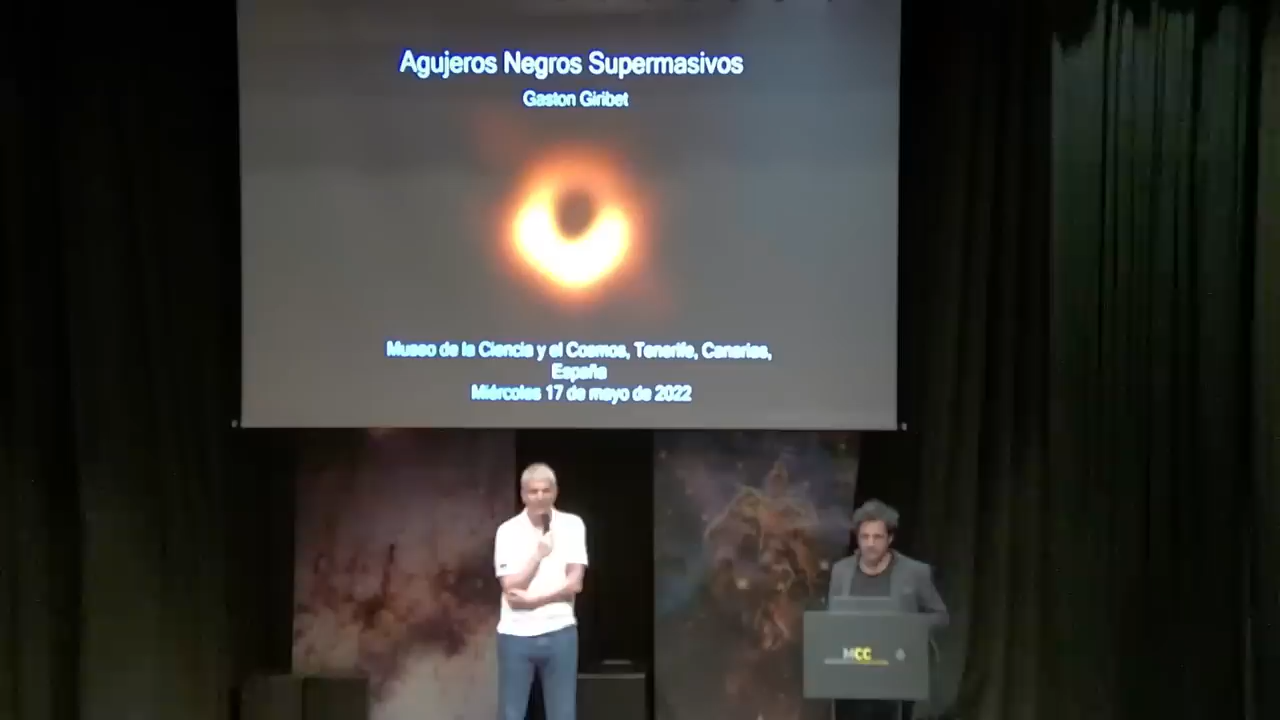 Agujeros Negros Supermasivos
Gaston Giribet
Museo de la Ciencia y el Cosmos, Tenerife, Canarias,
España
Miércoles 17 de mayo de 2022
MCC